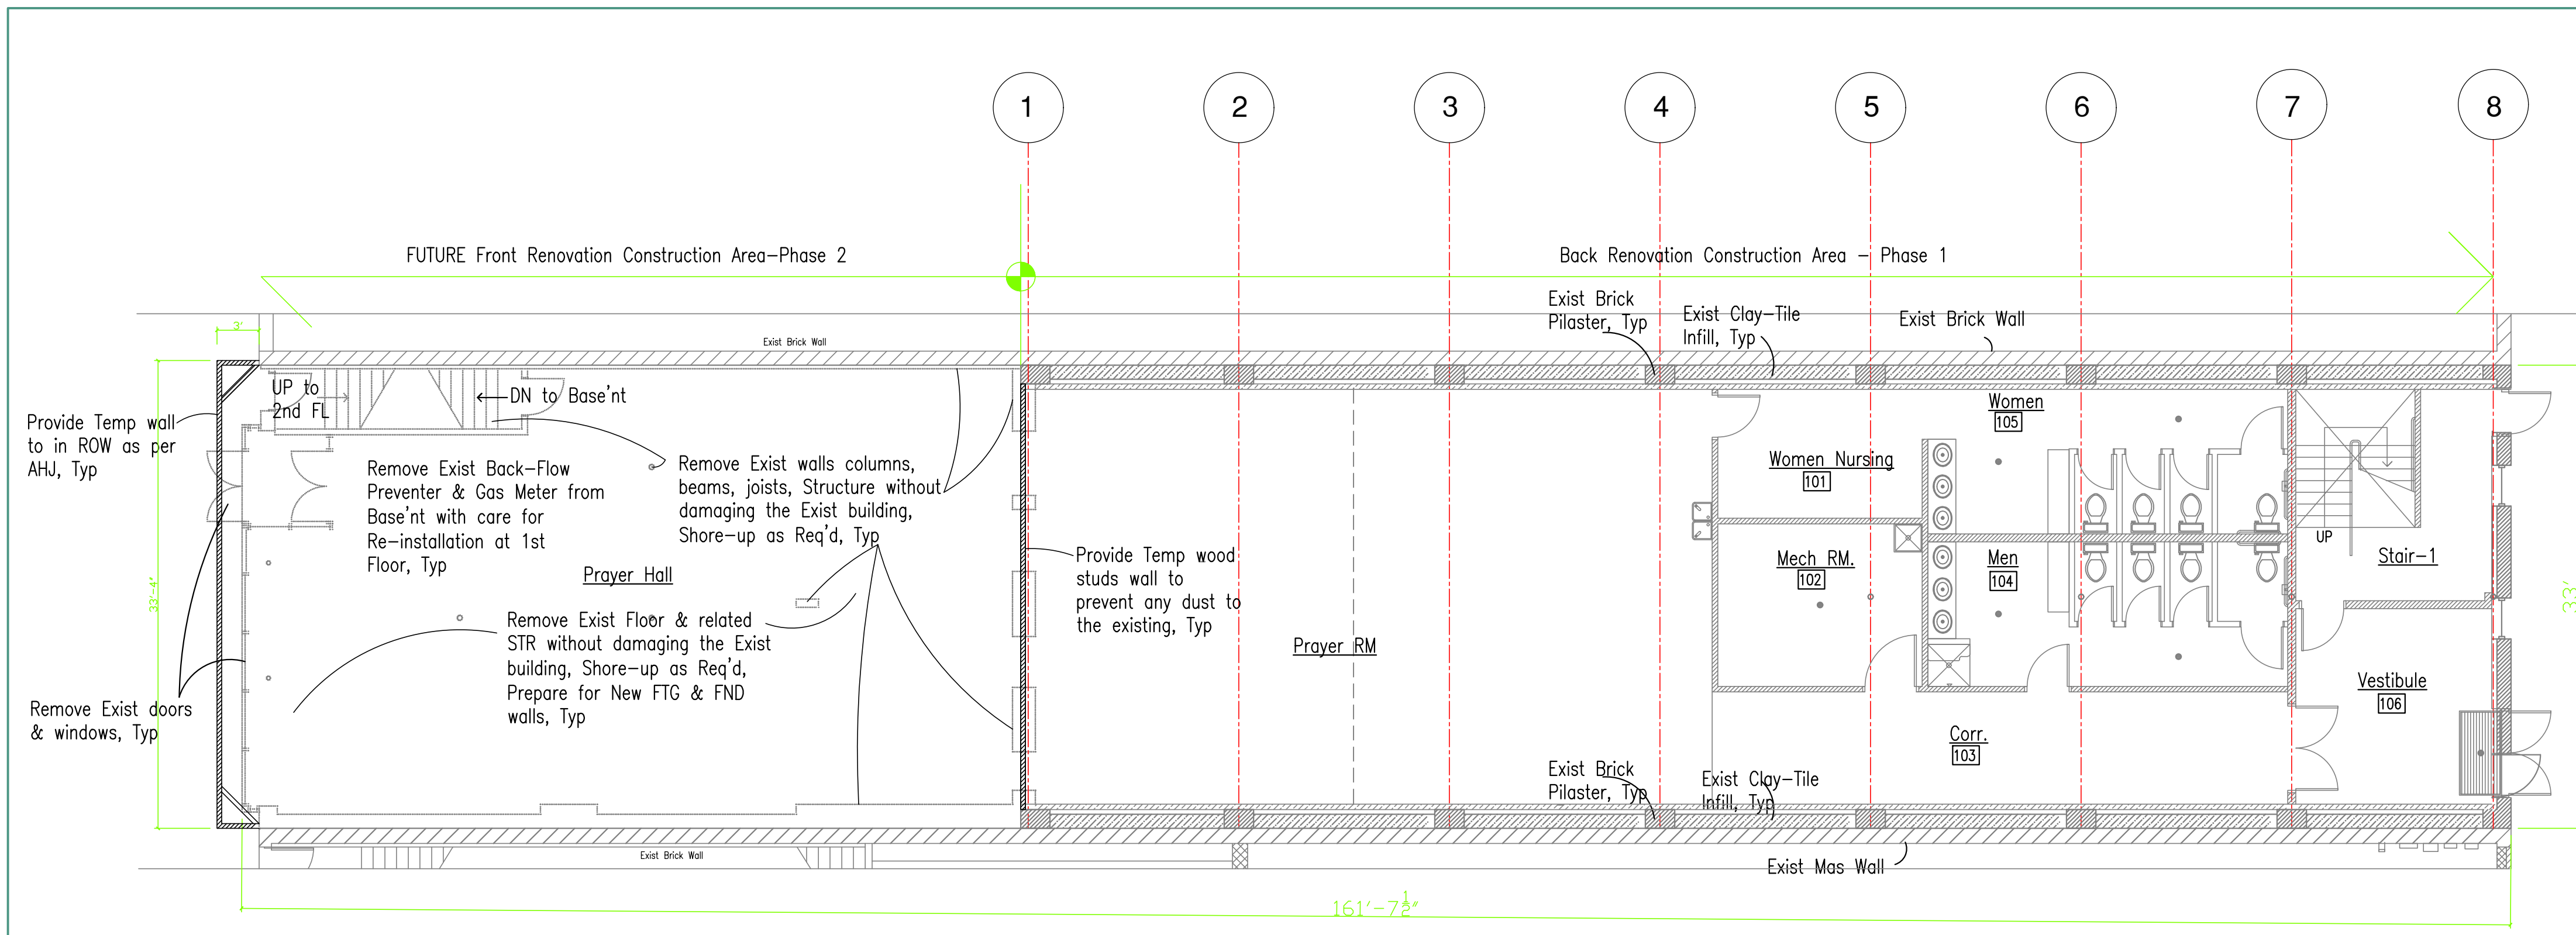 1
2
3
4
5
6
7
8
FUTURE Front Renovation Construction Area-Phase 2
Back Renovation Construction Area - Phase 1
3'
Exist Brick Wall
Exist Brick
Pilaster, Typ
Exist Clay-Tile
Infill, Typ
Exist Brick Wall
UP to
2nd FL
DN to Base'nt
Provide Temp wall
to in ROW as per
AHJ, Typ
Remove Exist Back-Flow
Preventer & Gas Meter from
Base'nt with care for
Re-installation at 1st
Floor, Typ
Remove Exist walls columns,
beams, joists, Structure without
damaging the Exist building,
Shore-up as Req'd, Typ
Women
105
Women Nursing
101
Mech RM.
102
Men
104
UP
Stair-1
33'-4"
Prayer Hall
Provide Temp wood
studs wall to
prevent any dust to
the existing, Typ
33'
Remove Exist Floor & related
STR without damaging the Exist
building, Shore-up as Req'd,
Prepare for New FTG & FND
walls, Typ
Prayer RM
Remove Exist doors
& windows, Typ
Vestibule
106
Corr.
103
Exist Brick
Pilaster, Typ
Exist Clay-Tile
Infill, Typ
Exist Brick Wall
Exist Mas Wall
161'-7 1/2"